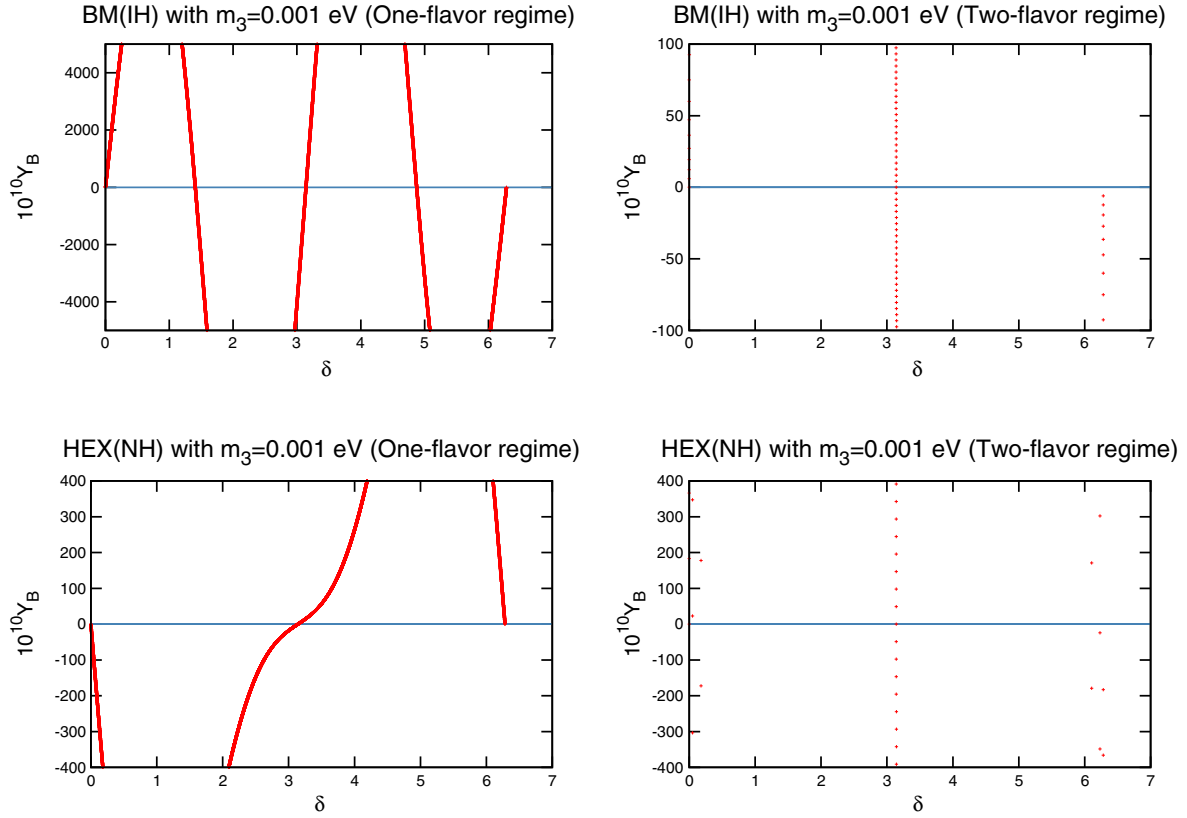 BM(IH) with m3=0.001 eV (One-flavor regime)
4000
2000
0
-2000
-4000
10^10 Y_B
0 1 2 3 4 5 6 7
δ
BM(IH) with m3=0.001 eV (Two-flavor regime)
100
50
0
-50
-100
10^10 Y_B
0 1 2 3 4 5 6 7
δ
HEX(NH) with m3=0.001 eV (One-flavor regime)
400
300
200
100
0
-100
-200
-300
-400
10^10 Y_B
0 1 2 3 4 5 6 7
δ
HEX(NH) with m3=0.001 eV (Two-flavor regime)
400
300
200
100
0
-100
-200
-300
-400
10^10 Y_B
0 1 2 3 4 5 6 7
δ